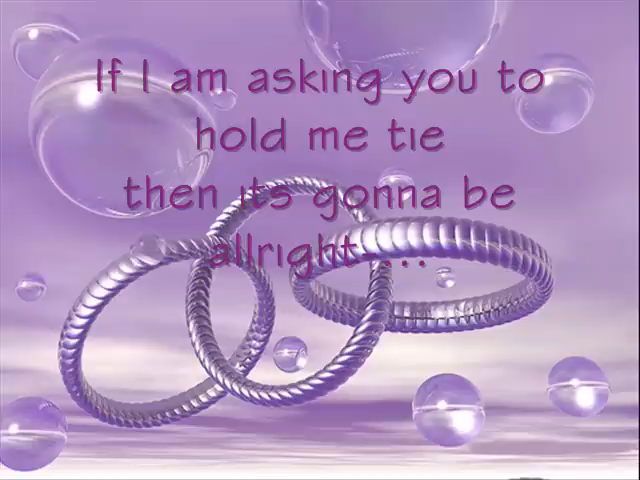 If I am asking you to
hold me tie
then its gonna be
allright-...